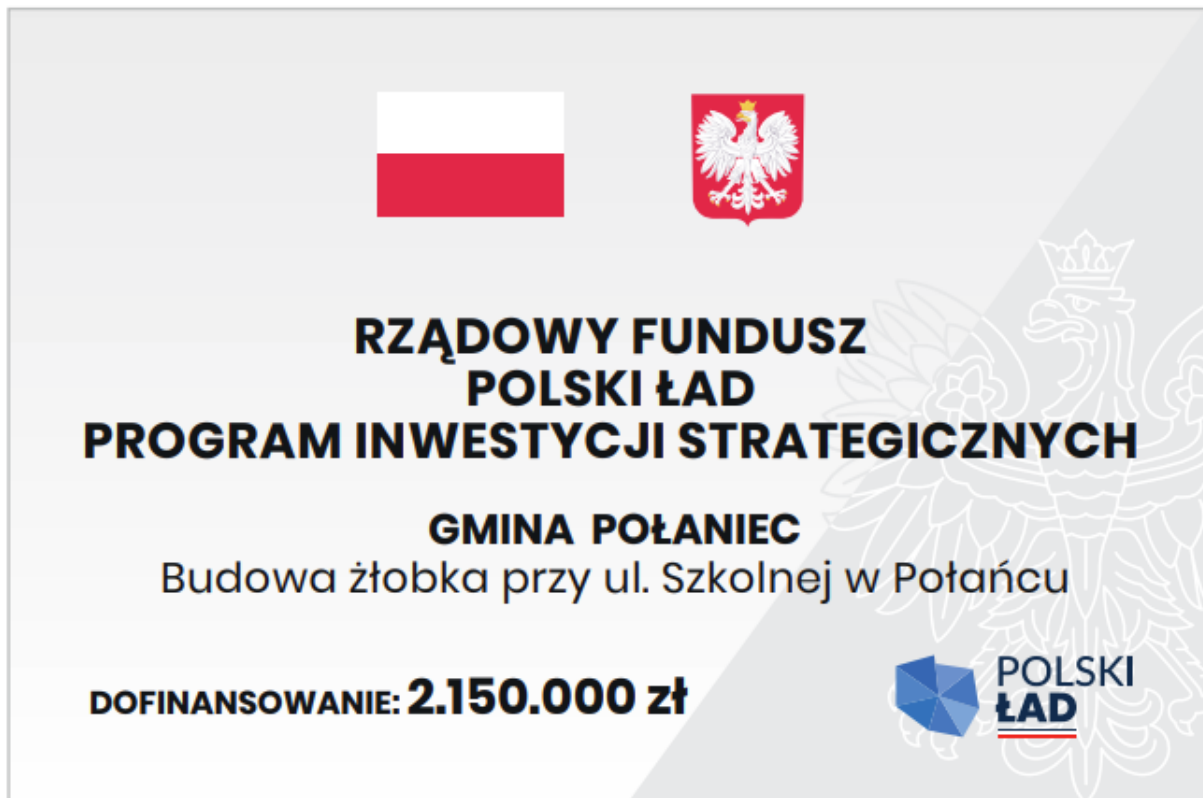 RZĄDOWY FUNDUSZ
POLSKI ŁAD
PROGRAM INWESTYCJI STRATEGICZNYCH
GMINA POŁANIEC
Budowa żłobka przy ul. Szkolnej w Połańcu
DOFINANSOWANIE: 2.150.000 zł
POLSKI
ŁAD